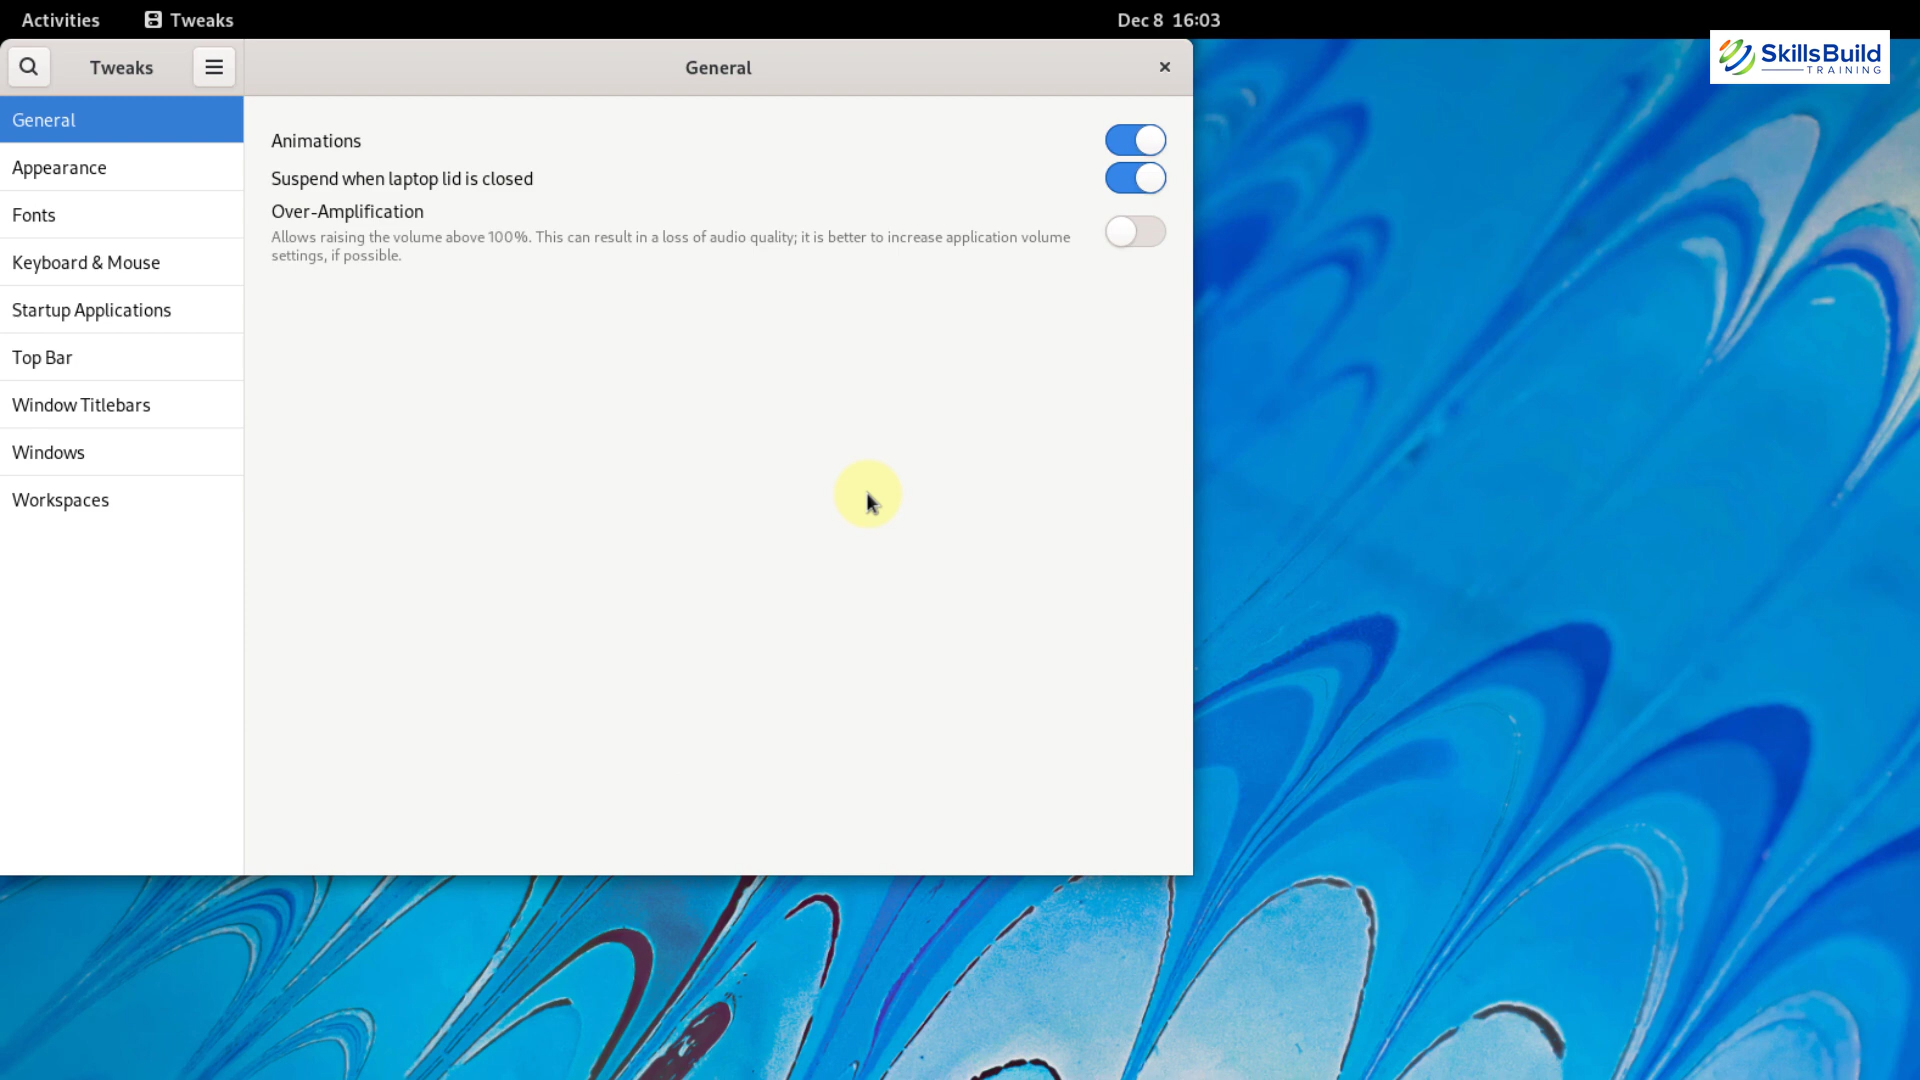 Activities
Tweaks
Dec 8 16:03
SkillsBuild
TRAINING
Tweaks
General
×
General
Appearance
Fonts
Keyboard & Mouse
Startup Applications
Top Bar
Window Titlebars
Windows
Workspaces
Animations
Suspend when laptop lid is closed
Over-Amplification
Allows raising the volume above 100%. This can result in a loss of audio quality; it is better to increase application volume
settings, if possible.